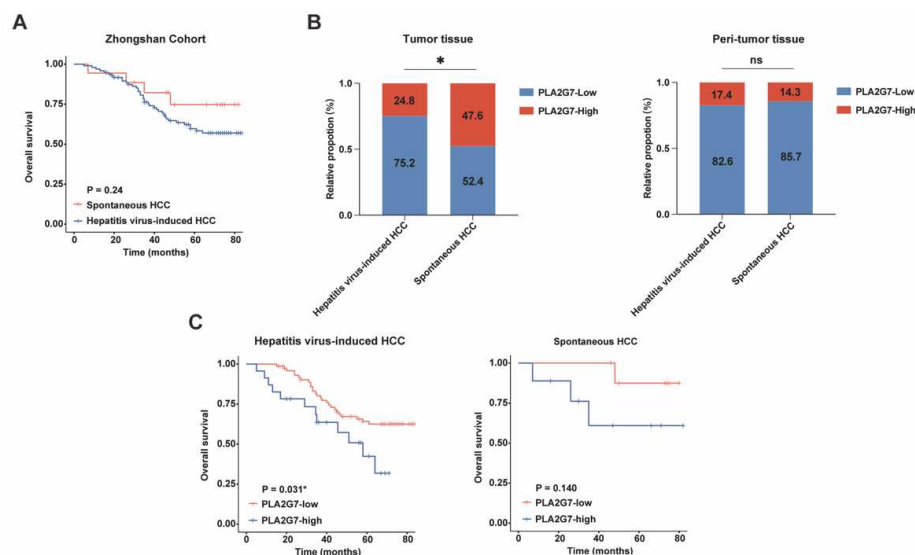 A
Zhongshan Cohort
1.00
0.75
0.50
0.25
0.00
Overall survival
P = 0.24
Spontaneous HCC
Hepatitis virus-induced HCC
0 20 40 60 80
Time (months)
B
Tumor tissue
*
1.0
0.5
0.0
Relative propotion (%)
24.8
75.2
47.6
52.4
Hepatitis virus-induced HCC
Spontaneous HCC
PLA2G7-Low
PLA2G7-High
Peri-tumor tissue
ns
1.0
0.5
0.0
Relative propotion (%)
17.4
82.6
14.3
85.7
Hepatitis virus-induced HCC
Spontaneous HCC
PLA2G7-Low
PLA2G7-High
C
Hepatitis virus-induced HCC
1.00
0.75
0.50
0.25
0.00
Overall survival
P = 0.031*
PLA2G7-low
PLA2G7-high
0 20 40 60 80
Time (months)
Spontaneous HCC
1.00
0.75
0.50
0.25
0.00
Overall survival
P = 0.140
PLA2G7-low
PLA2G7-high
0 20 40 60 80
Time (months)